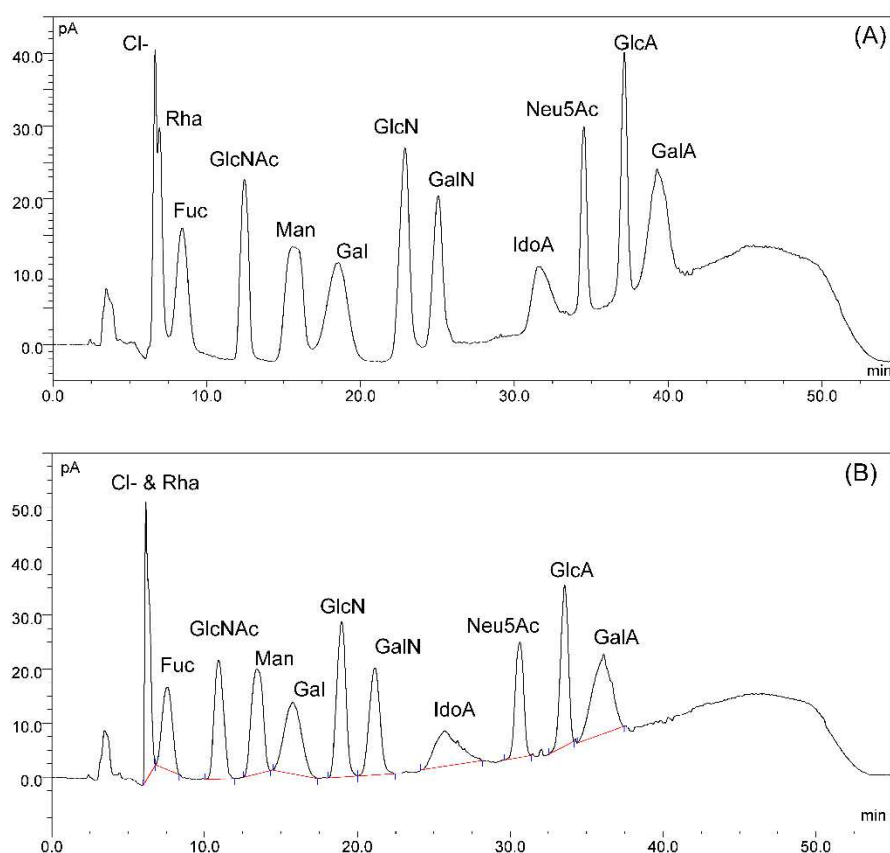 pA
(A)
Cl-
Rha
Fuc
GlcNAc
Man
Gal
GlcN
GalN
IdoA
Neu5Ac
GlcA
GalA
40.0
30.0
20.0
10.0
0.0
0.0 10.0 20.0 30.0 40.0 50.0
min
pA
(B)
Cl- & Rha
Fuc
GlcNAc
Man
Gal
GlcN
GalN
IdoA
Neu5Ac
GlcA
GalA
50.0
40.0
30.0
20.0
10.0
0.0
min
0.0 10.0 20.0 30.0 40.0 50.0